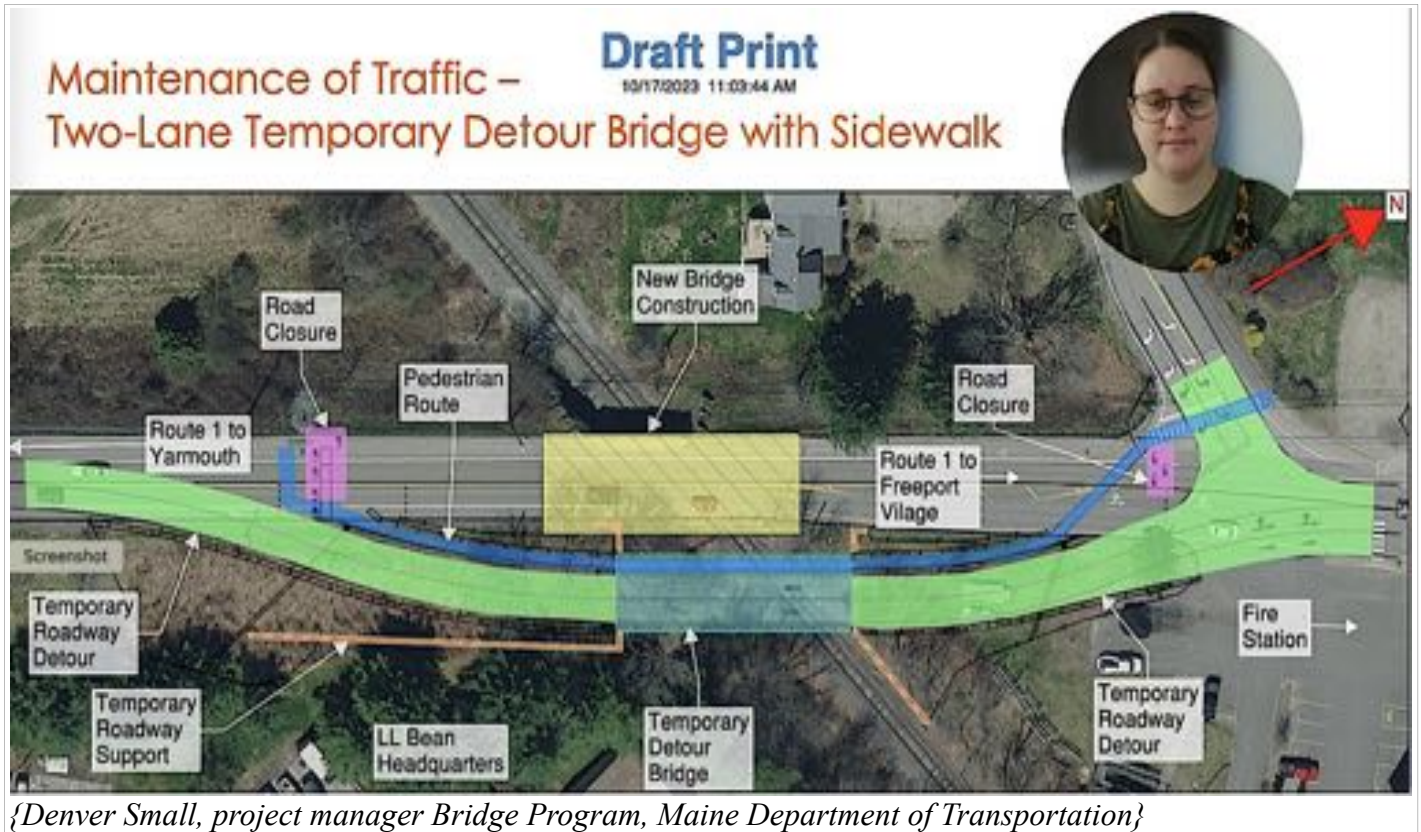 Draft Print
10/17/2023 11:03:44 AM
Maintenance of Traffic –
Two-Lane Temporary Detour Bridge with Sidewalk
N
New Bridge
Construction
Road
Closure
Pedestrian
Route
Road
Closure
Route 1 to
Yarmouth
Route 1 to
Freeport
Vilage
Screenshot
Temporary
Roadway
Detour
Fire
Station
Temporary
Roadway
Support
LL Bean
Headquarters
Temporary
Detour
Bridge
Temporary
Roadway
Detour
{Denver Small, project manager Bridge Program, Maine Department of Transportation}